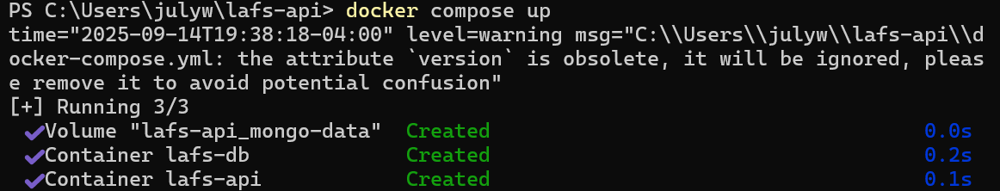 PS C:\Users\julyw\lafs-api> docker compose up
time="2025-09-14T19:38:18-04:00" level=warning msg="C:\\Users\\julyw\\lafs-api\\d
ocker-compose.yml: the attribute `version` is obsolete, it will be ignored, pleas
e remove it to avoid potential confusion"
[+] Running 3/3
✔Volume "lafs-api_mongo-data" Created 0.0s
✔Container lafs-db Created 0.2s
✔Container lafs-api Created 0.1s